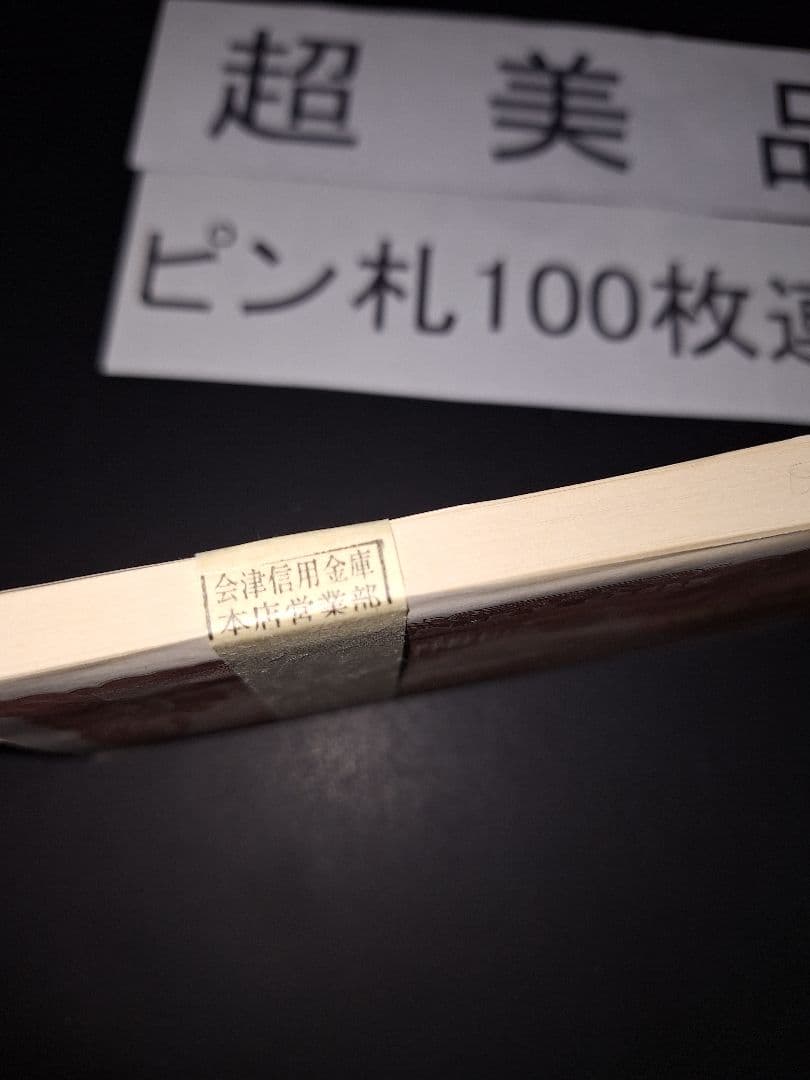 超 美 品
ピン札100枚連
会津信用金庫
本店営業部